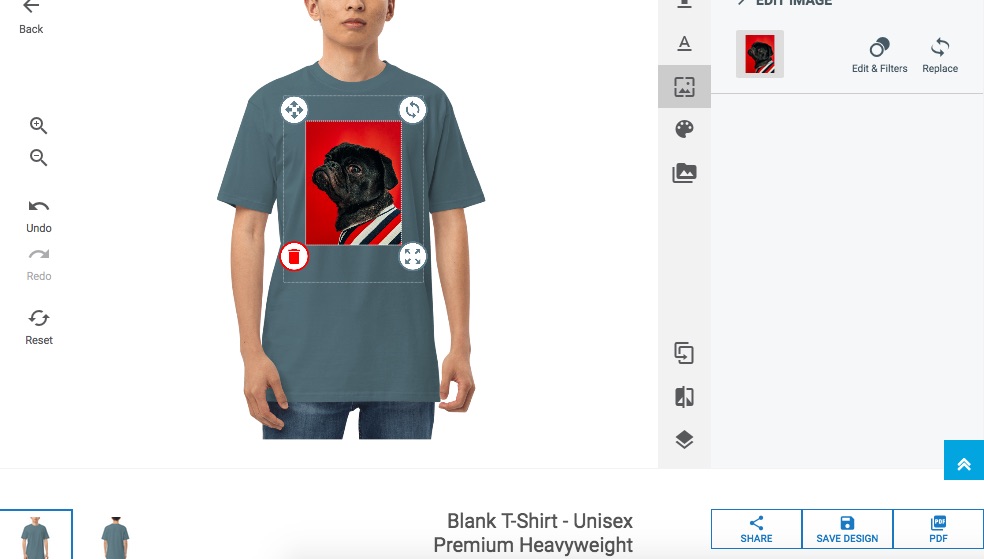 EDIT IMAGE
Back
A
Edit & Filters
Replace
Undo
Redo
Reset
Blank T-Shirt - Unisex
Premium Heavyweight
SHARE
SAVE DESIGN
PDF
PDF